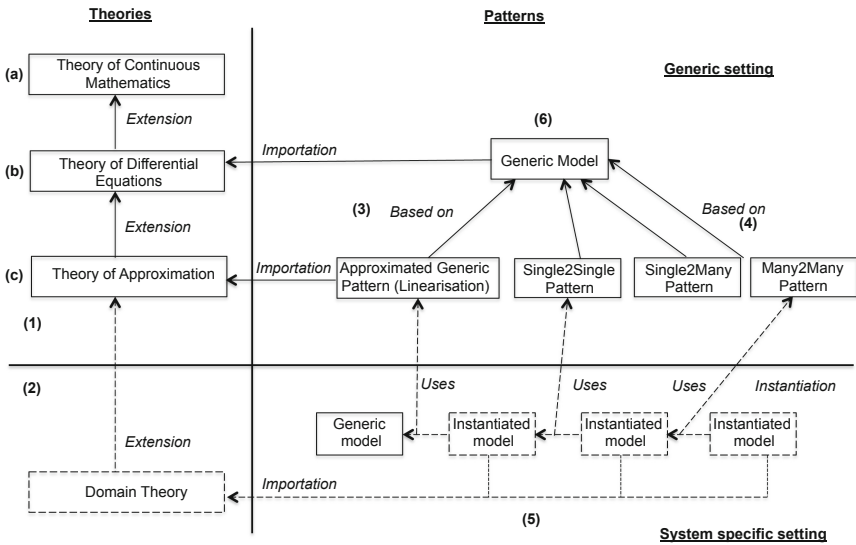 Theories
Patterns
Generic setting
(a)
Theory of Continuous
Mathematics
Extension
(b)
Theory of Differential
Equations
Importation
(6)
Generic Model
Extension
(3)
Based on
Based on
(4)
(c)
Theory of Approximation
Importation
Approximated Generic
Pattern (Linearisation)
Single2Single
Pattern
Single2Many
Pattern
Many2Many
Pattern
(1)
(2)
Uses
Uses
Uses
Instantiation
Extension
Generic
model
Instantiated
model
Instantiated
model
Instantiated
model
Domain Theory
Importation
(5)
System specific setting